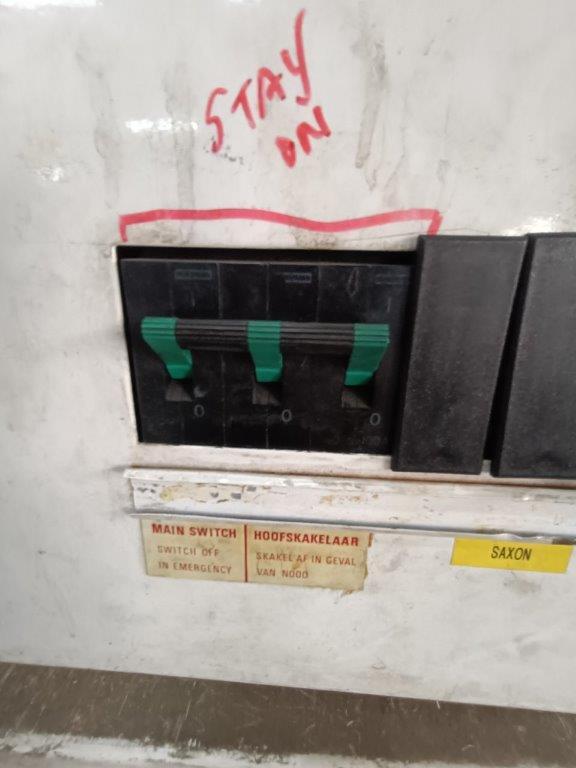 STAY
ON
I
I
I
O
O
O
MAIN SWITCH
SWITCH OFF
IN EMERGENCY
HOOFSKAKELAAR
SKAKEL AF IN GEVAL
VAN NOOD
SAXON